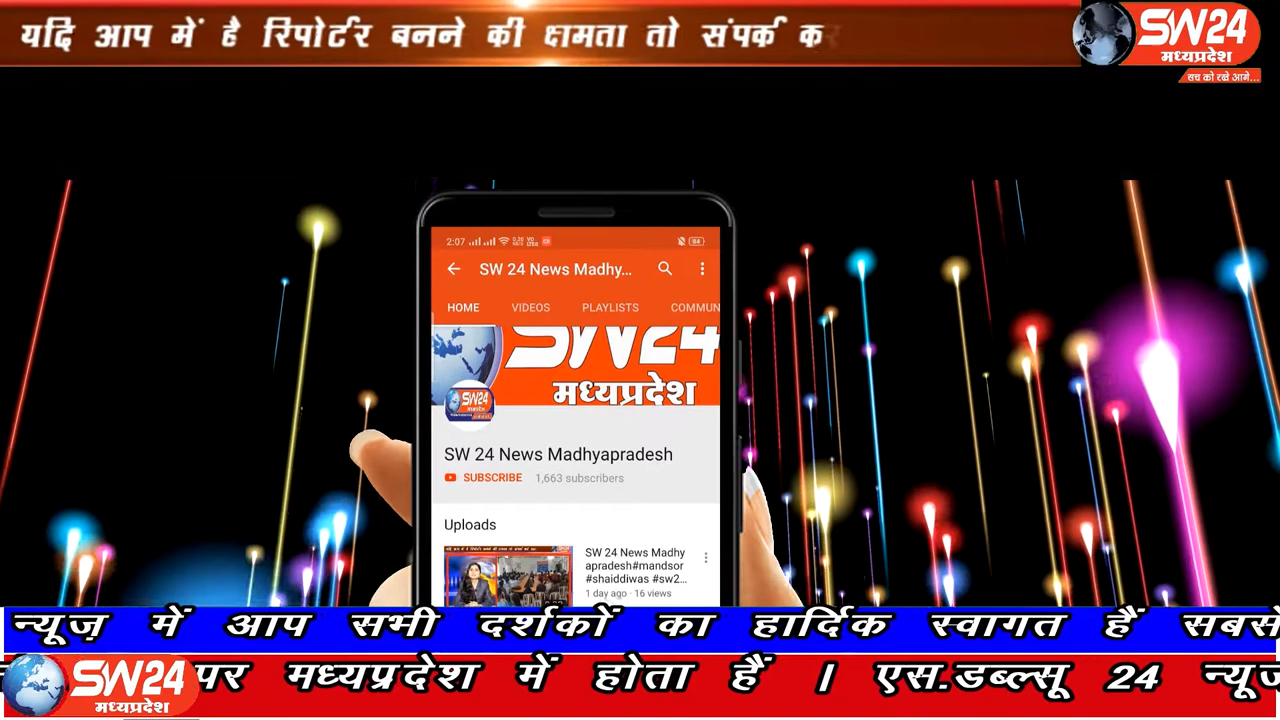 यदि आप में है रिपोर्टर बनने की क्षमता तो संपर्क कर
SW24
मध्यप्रदेश
सच को रखे आगे...
2:07
84
SW 24 News Madhy...
HOME VIDEOS PLAYLISTS COMMUN
SW24
मध्यप्रदेश
SW24
SW 24 News Madhyapradesh
SUBSCRIBE 1,663 subscribers
Uploads
SW 24 News Madhy
apradesh#mandsor
#shaiddiwas #sw2...
1 day ago · 16 views
न्यूज़ में आप सभी दर्शकों का हार्दिक स्वागत हैं सबसे
पर मध्यप्रदेश में होता हैं । एस.डब्ल्सू 24 न्यूज
SW24
मध्यप्रदेश